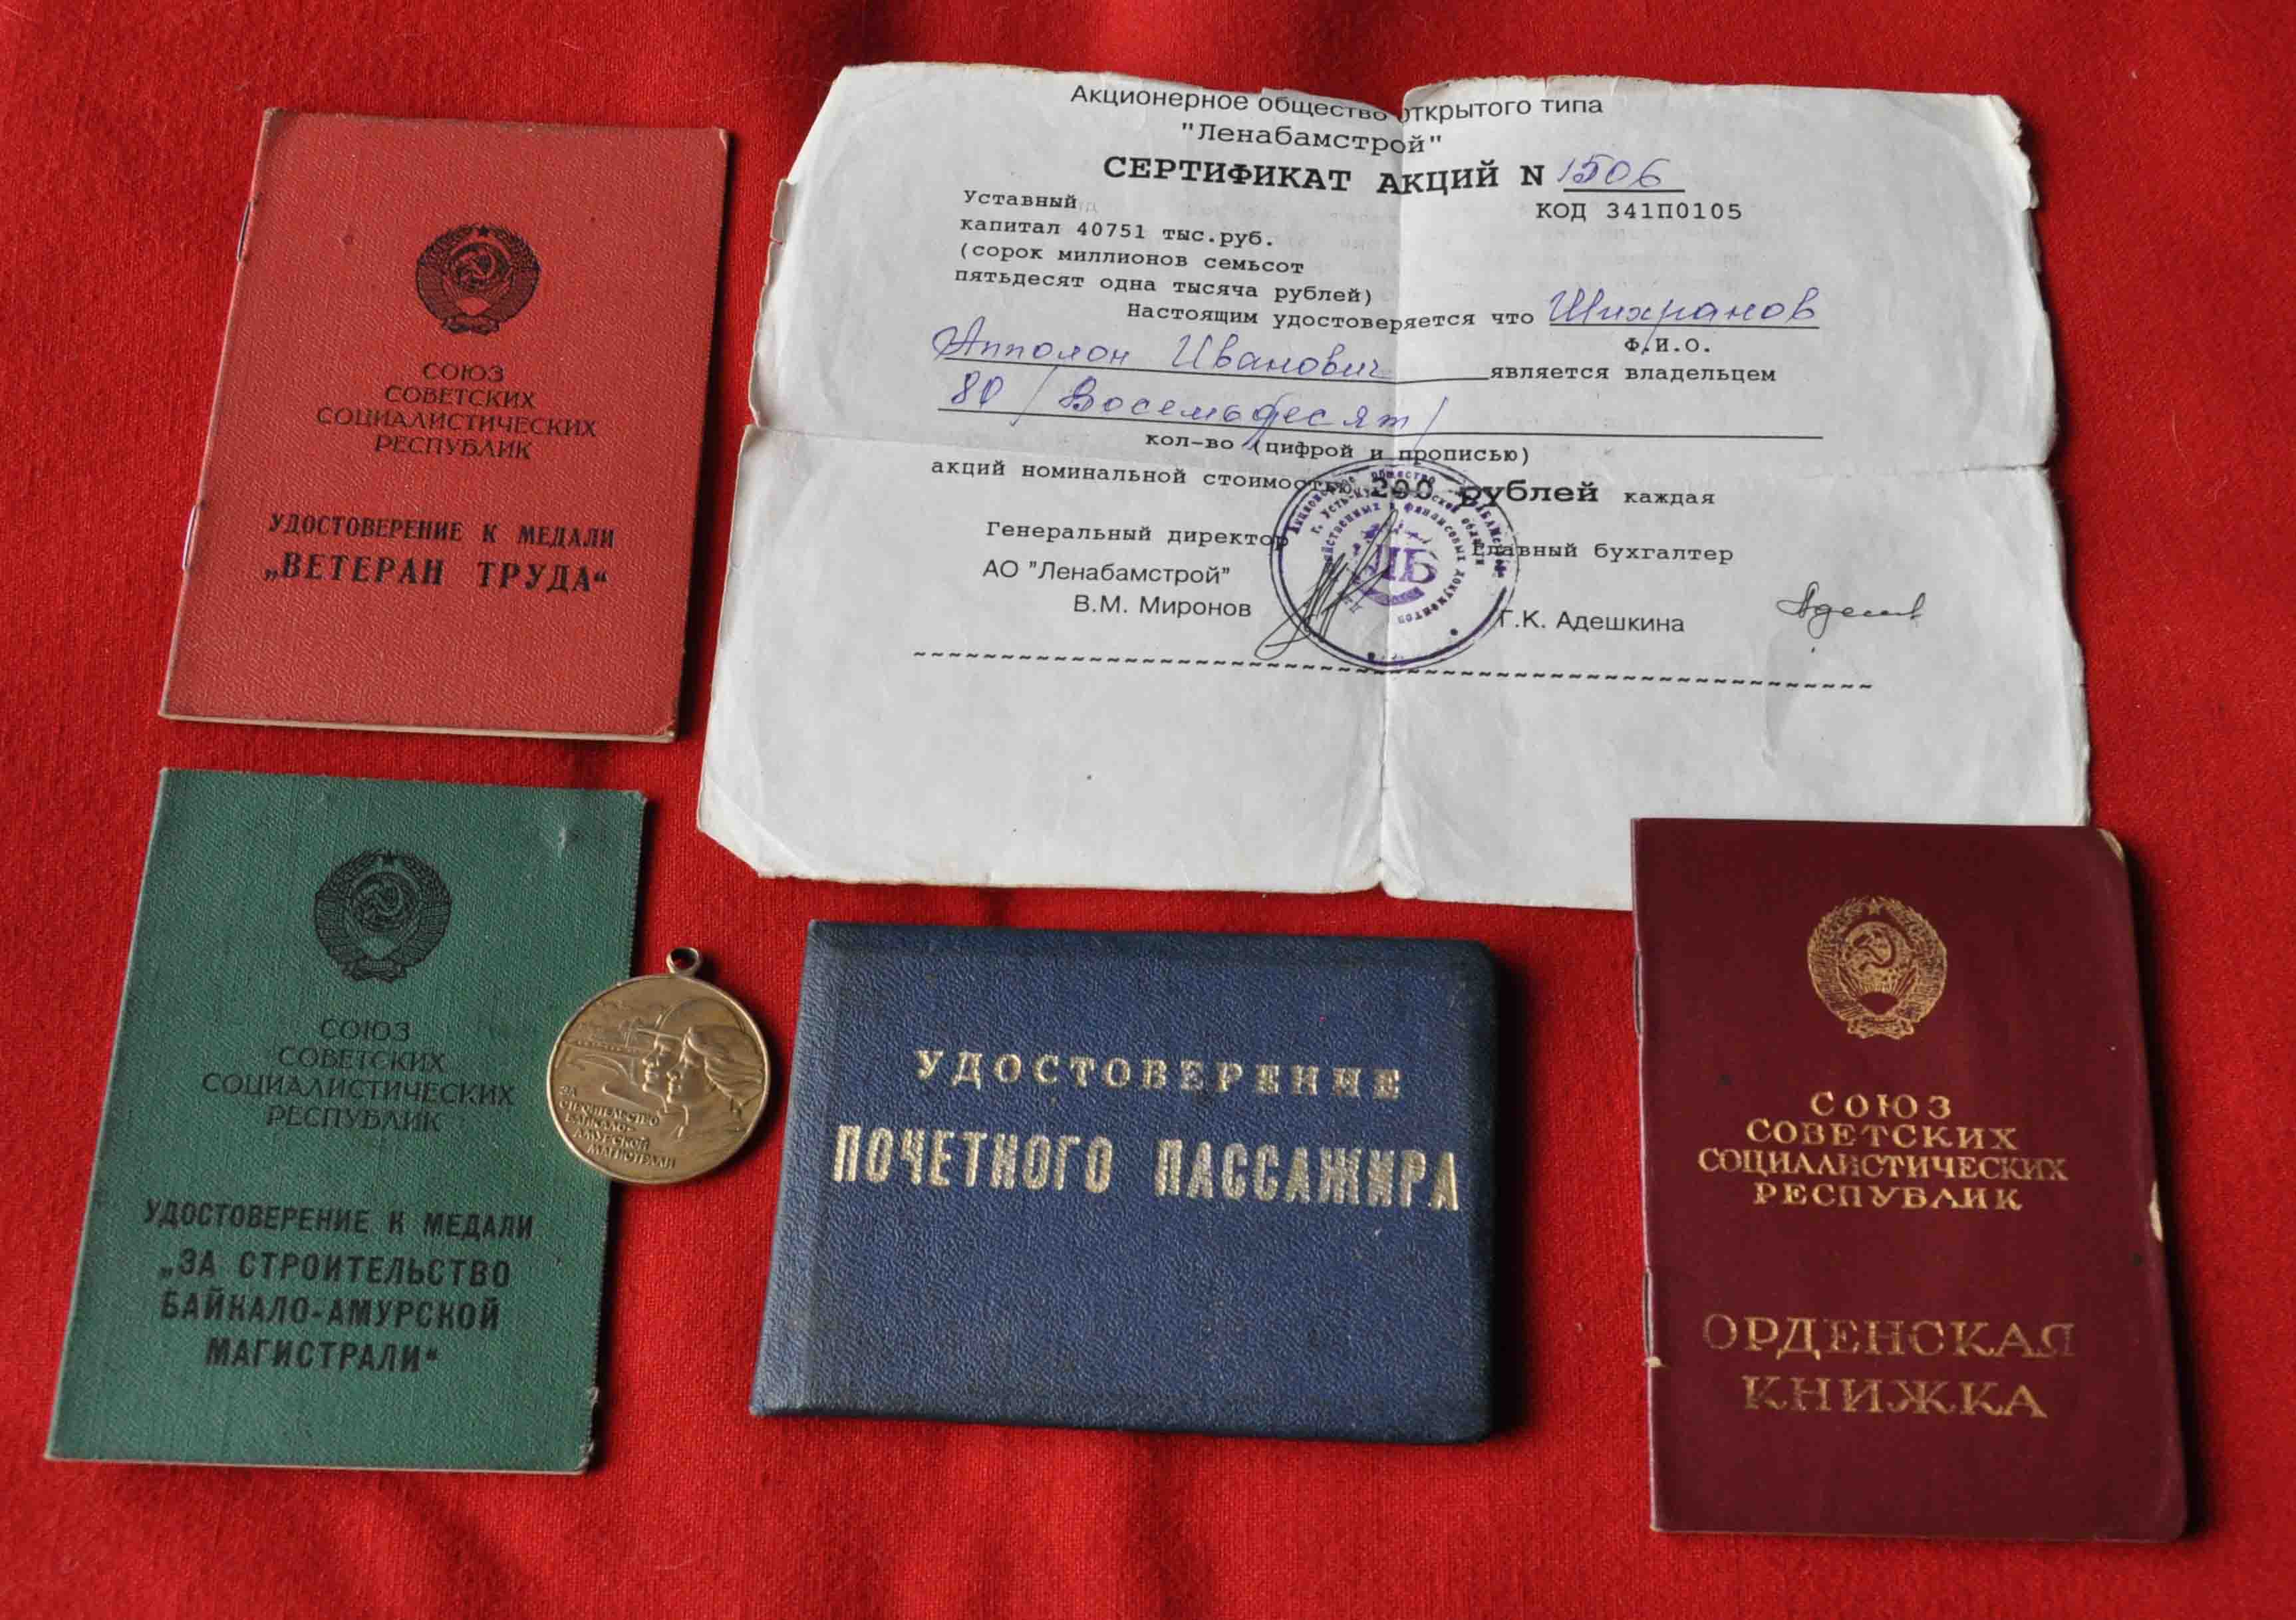 СОЮЗ
СОВЕТСКИХ
СОЦИАЛИСТИЧЕСКИХ
РЕСПУБЛИК
УДОСТОВЕРЕНИЕ К МЕДАЛИ
„ВЕТЕРАН ТРУДА“
Акционерное общество открытого типа
"Ленабамстрой"
СЕРТИФИКАТ АКЦИЙ N 1506
КОД 341П0105
Уставный
капитал 40751 тыс.руб.
(сорок миллионов семьсот
пятьдесят одна тысяча рублей)
Настоящим удостоверяется что Шихранов
Ф.И.О.
Апполон Иванович является владельцем
80 /Восемьдесят/
кол-во (цифрой и прописью)
акций номинальной стоимостью 200 рублей каждая
Генеральный директор
АО "Ленабамстрой"
В.М. Миронов
Главный бухгалтер
Г.К. Адешкина
ЛБ
СОЮЗ
СОВЕТСКИХ
СОЦИАЛИСТИЧЕСКИХ
РЕСПУБЛИК
УДОСТОВЕРЕНИЕ К МЕДАЛИ
„ЗА СТРОИТЕЛЬСТВО
БАЙКАЛО-АМУРСКОЙ
МАГИСТРАЛИ“
ЗА
СТРОИТЕЛЬСТВО
БАЙКАЛО-
АМУРСКОЙ
МАГИСТРАЛИ
УДОСТОВЕРЕНИЕ
ПОЧЕТНОГО ПАССАЖИРА
СОЮЗ
СОВЕТСКИХ
СОЦИАЛИСТИЧЕСКИХ
РЕСПУБЛИК
ОРДЕНСКАЯ
КНИЖКА